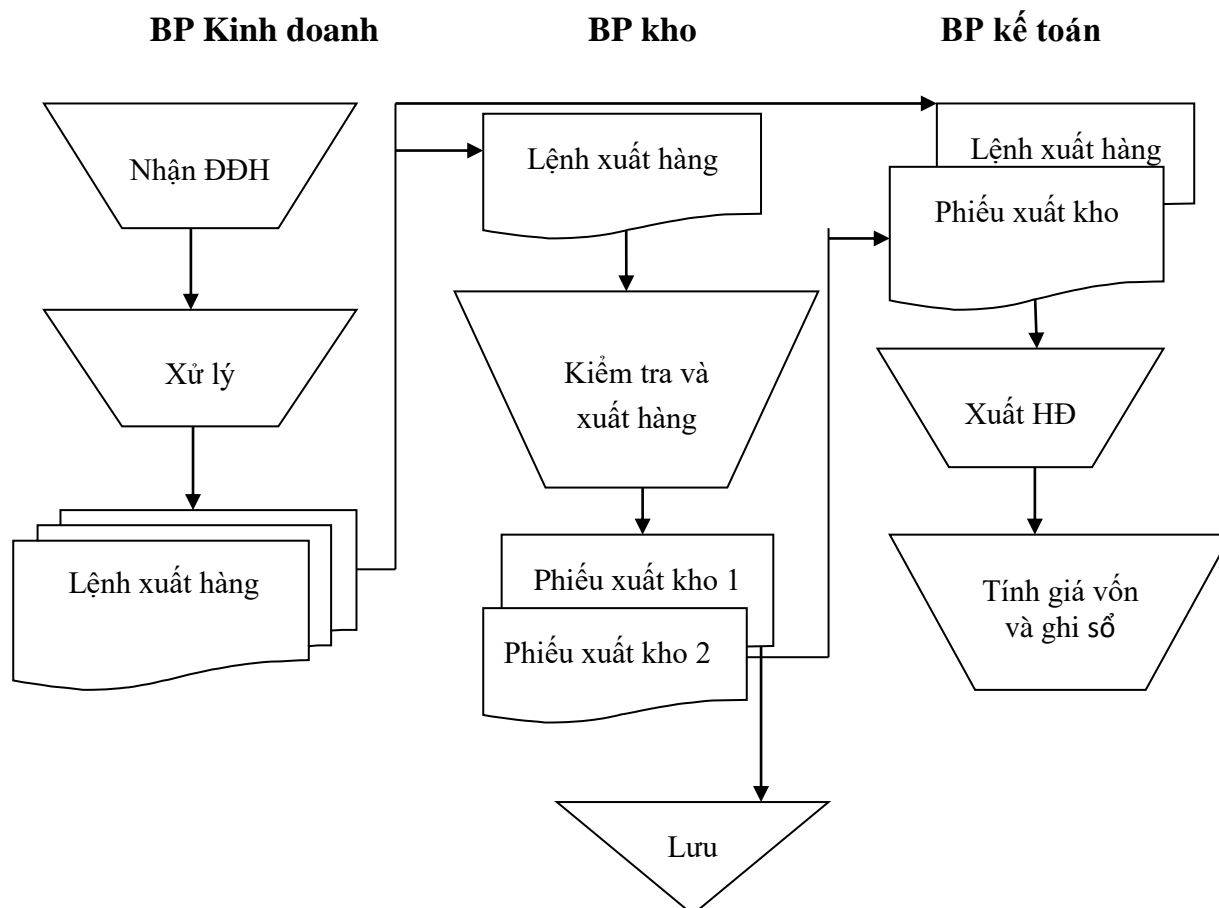 BP Kinh doanh
BP kho
BP kế toán
Nhận ĐĐH
Xử lý
Lệnh xuất hàng
Lệnh xuất hàng
Kiểm tra và
xuất hàng
Phiếu xuất kho 1
Phiếu xuất kho 2
Lưu
Lệnh xuất hàng
Phiếu xuất kho
Xuất HĐ
Tính giá vốn
và ghi sổ